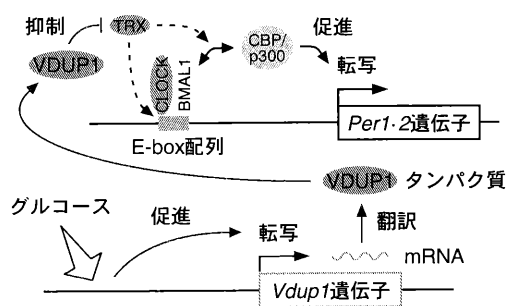 抑制
TRX
VDUP1
CLOCK
BMAL1
CBP/
p300
促進
転写
Per1・2遺伝子
E-box配列
VDUP1 タンパク質
グルコース
促進
転写
翻訳
mRNA
Vdup1遺伝子